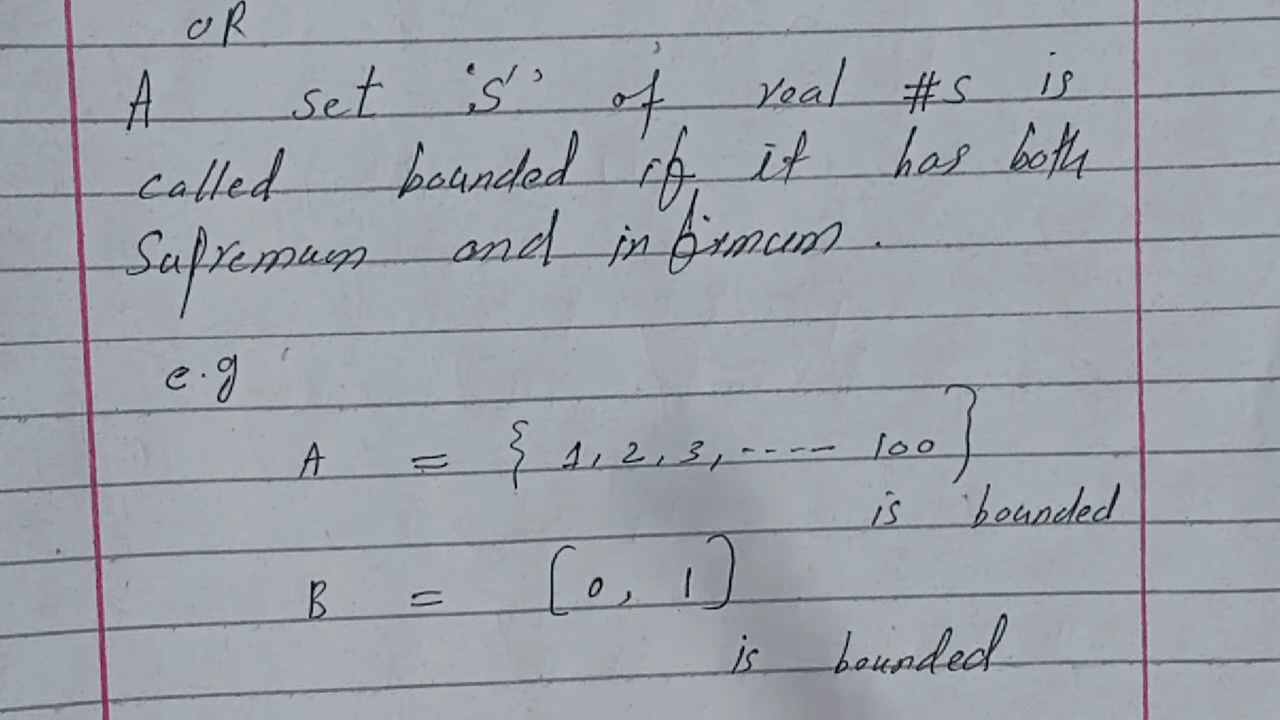 OR
A set 'S' of real #s is
called bounded if it has both
Supremum and infimum.
e.g
A = { 1, 2, 3, ---- 100 }
is bounded
B = [0, 1]
is bounded